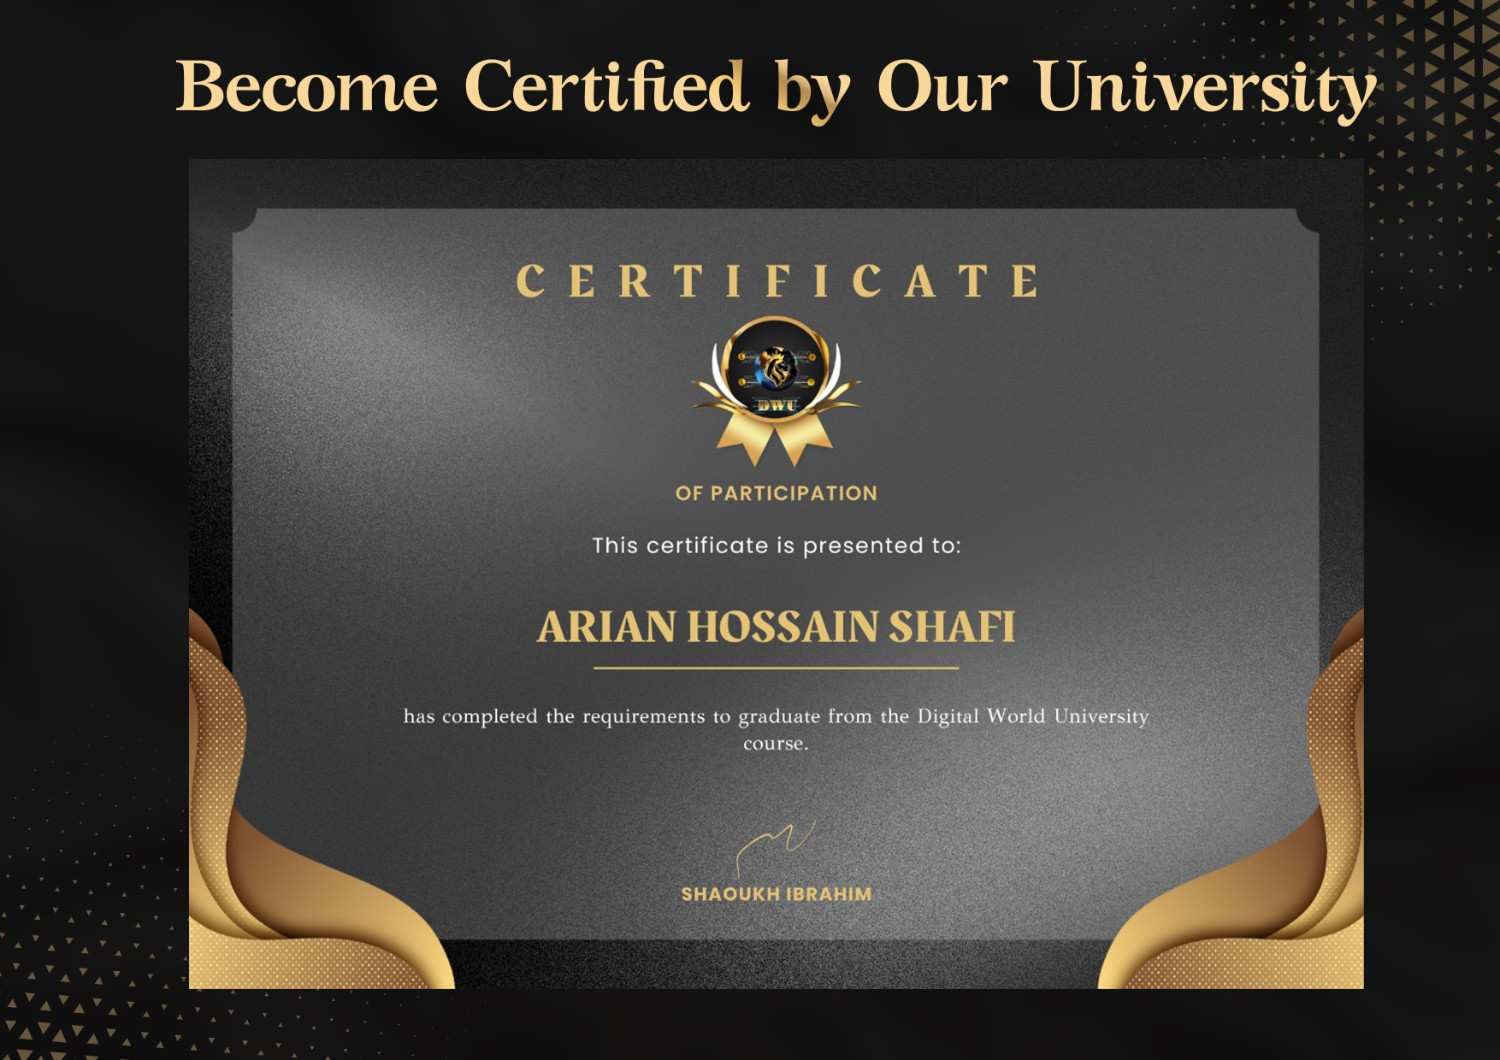 Become Certified by Our University
CERTIFICATE
DWU
OF PARTICIPATION
This certificate is presented to:
ARIAN HOSSAIN SHAFI
has completed the requirements to graduate from the Digital World University
course.
SHAOUKH IBRAHIM